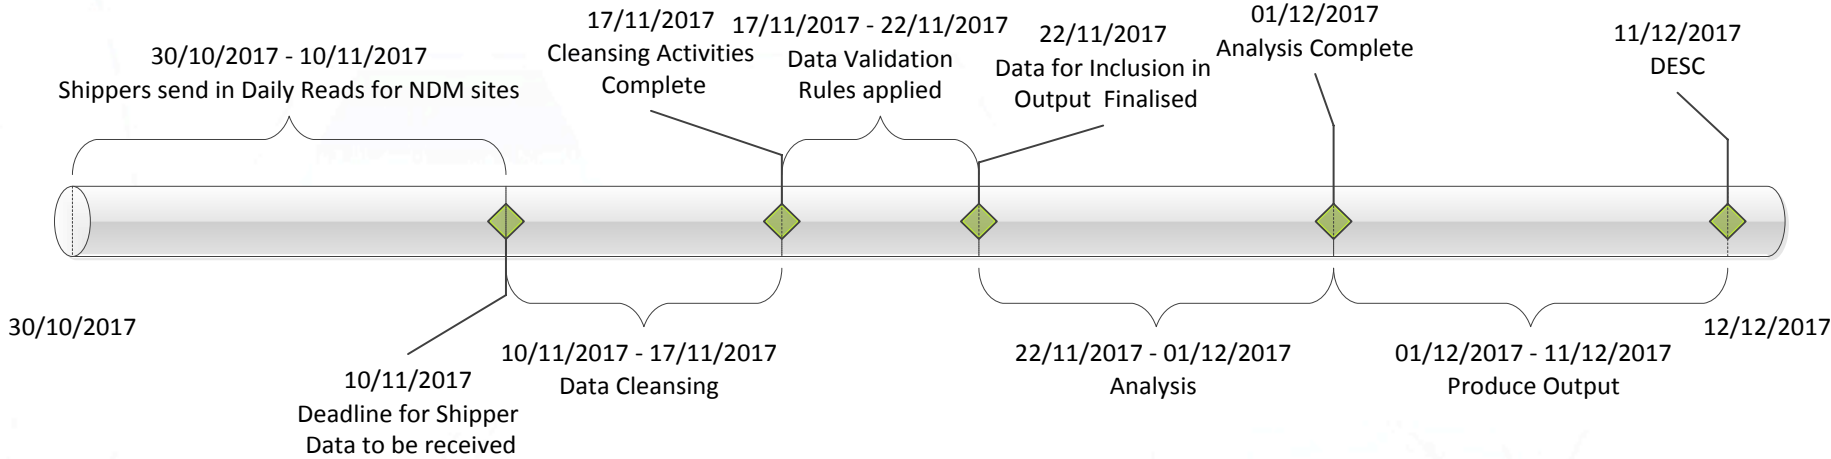 30/10/2017 - 10/11/2017
Shippers send in Daily Reads for NDM sites
17/11/2017
Cleansing Activities
Complete
17/11/2017 - 22/11/2017
Data Validation
Rules applied
22/11/2017
Data for Inclusion in
Output Finalised
01/12/2017
Analysis Complete
11/12/2017
DESC
30/10/2017
10/11/2017
Deadline for Shipper
Data to be received
10/11/2017 - 17/11/2017
Data Cleansing
22/11/2017 - 01/12/2017
Analysis
01/12/2017 - 11/12/2017
Produce Output
12/12/2017